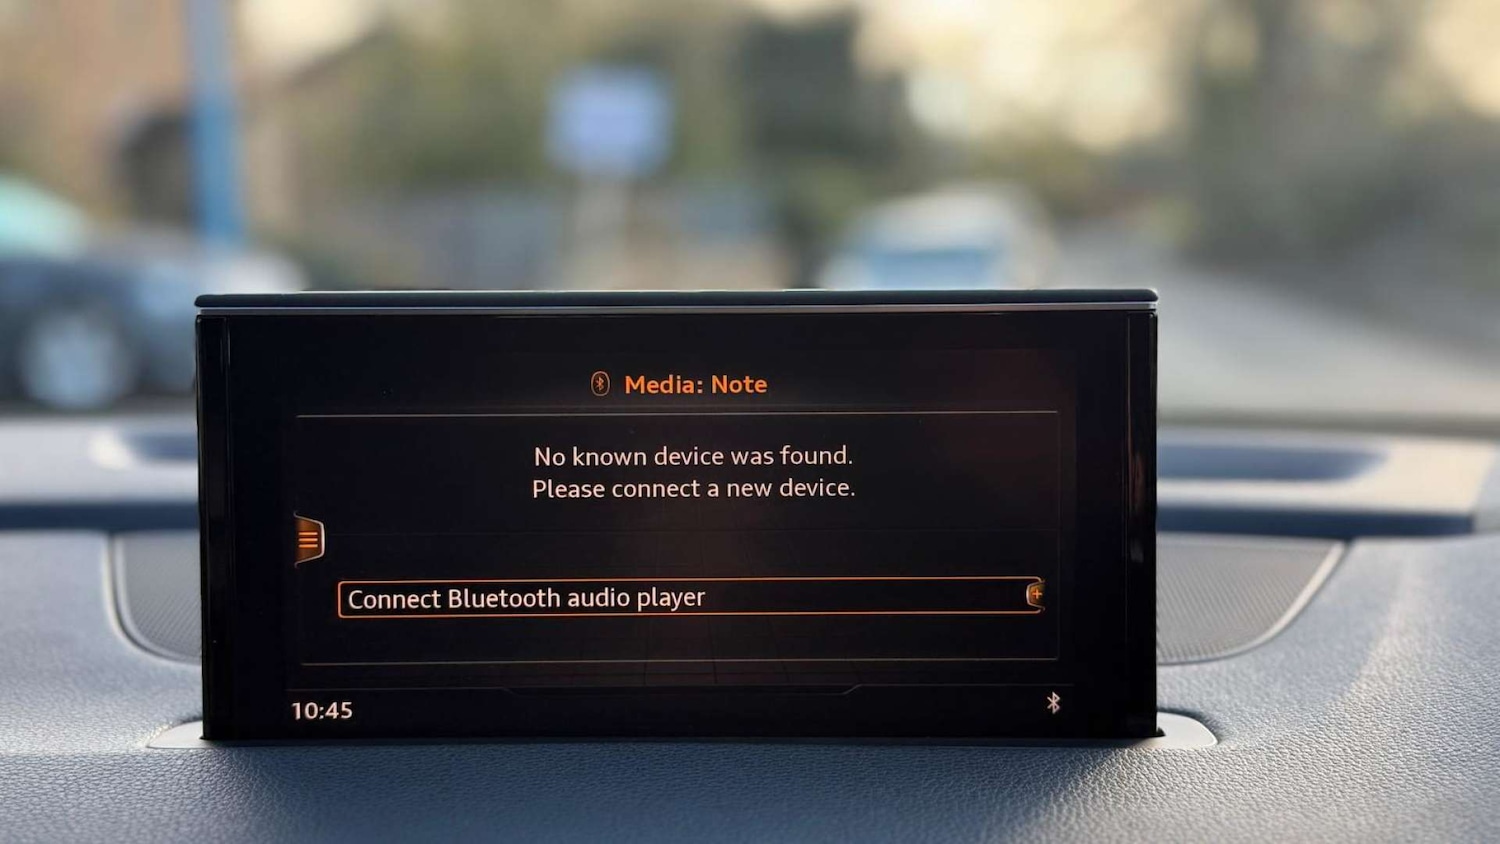 Media: Note
No known device was found.
Please connect a new device.
Connect Bluetooth audio player
10:45